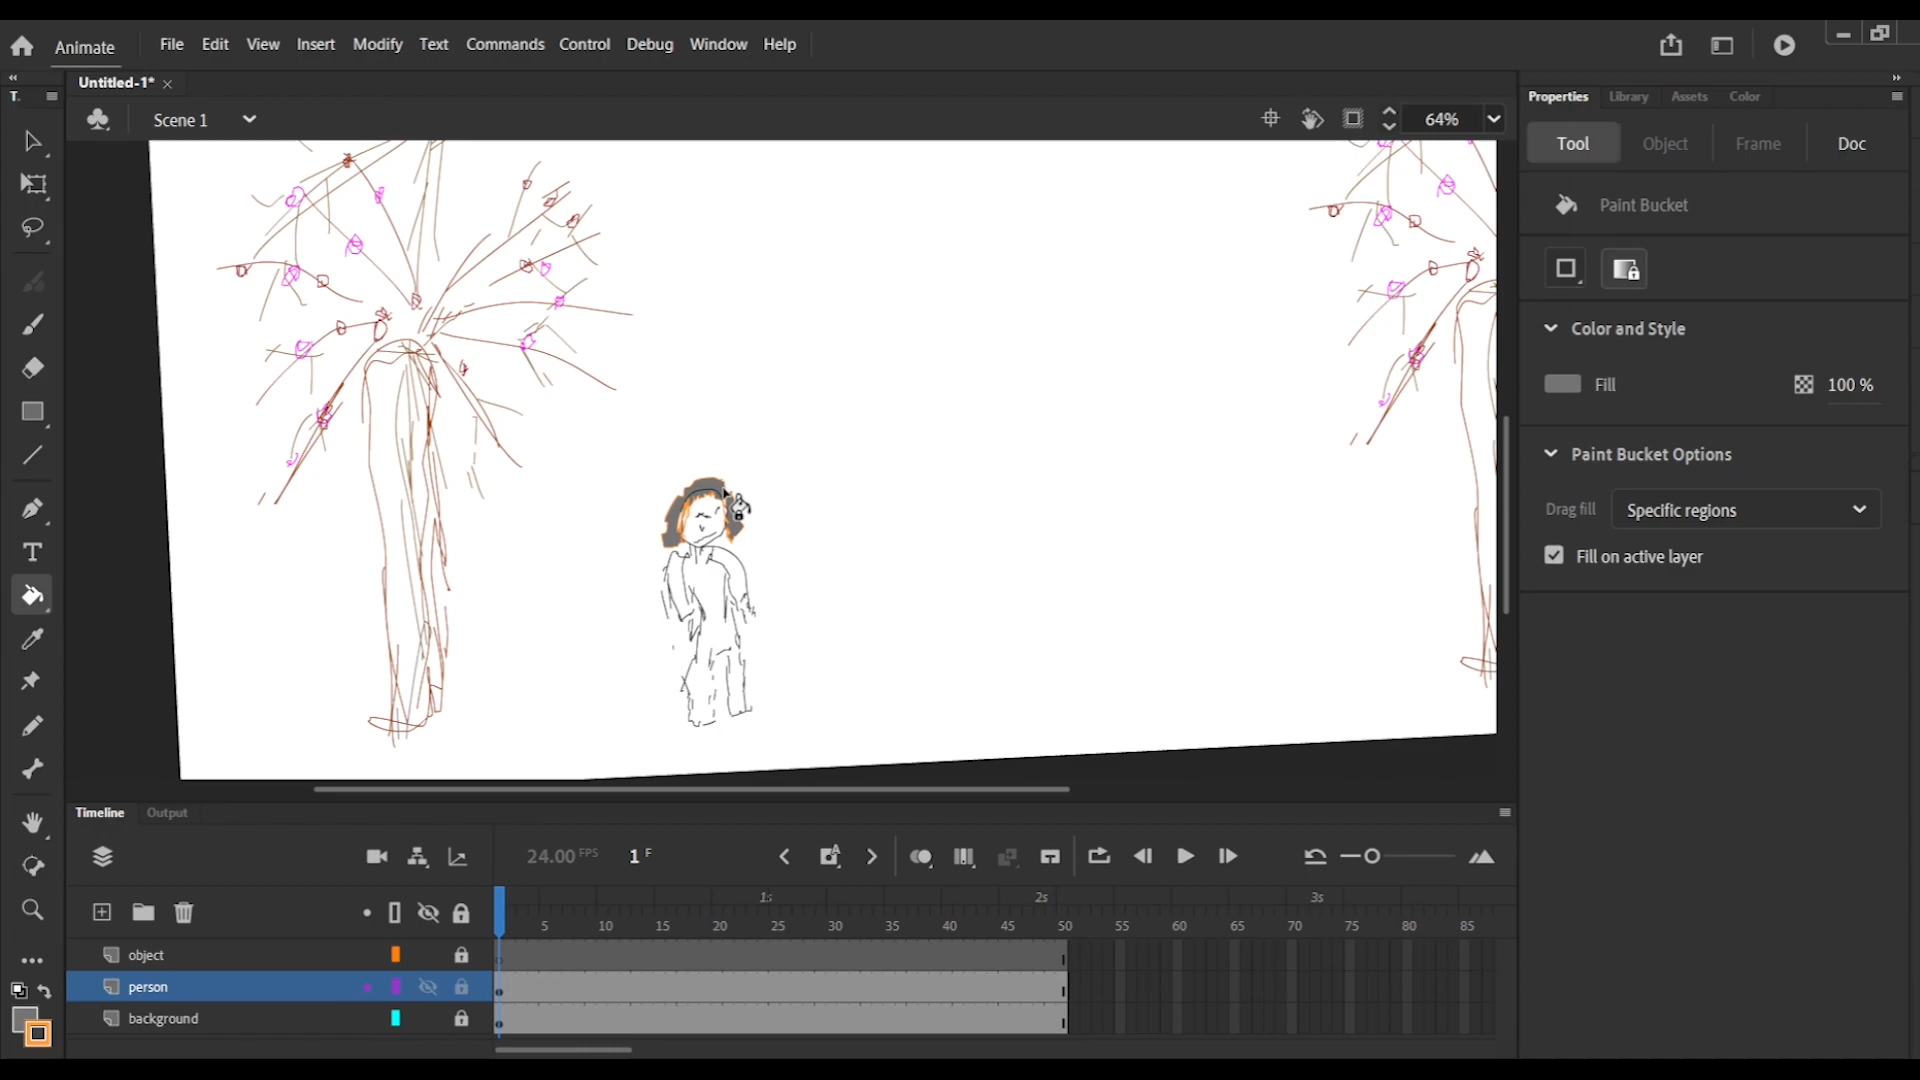 Animate File Edit View Insert Modify Text Commands Control Debug Window Help
Untitled-1*
T. Properties Library Assets Color
Scene 1 64%
Tool Object Frame Doc
Paint Bucket
Color and Style
Fill 100 %
Paint Bucket Options
Drag fill Specific regions
Fill on active layer
Timeline Output
24.00 FPS 1 F
1s 2s 3s
5 10 15 20 25 30 35 40 45 50 55 60 65 70 75 80 85
object
person
background